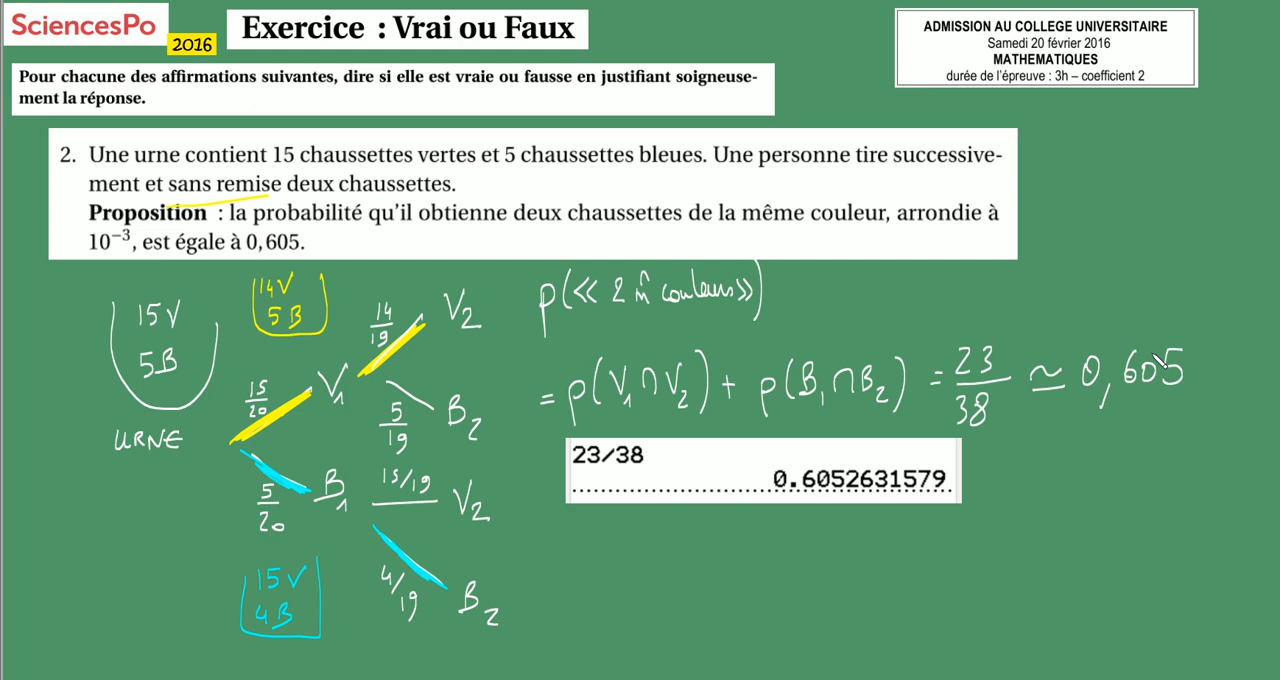 SciencesPo
2016
Exercice : Vrai ou Faux
ADMISSION AU COLLEGE UNIVERSITAIRE
Samedi 20 février 2016
MATHEMATIQUES
durée de l'épreuve : 3h – coefficient 2
Pour chacune des affirmations suivantes, dire si elle est vraie ou fausse en justifiant soigneuse-
ment la réponse.
2. Une urne contient 15 chaussettes vertes et 5 chaussettes bleues. Une personne tire successive-
ment et sans remise deux chaussettes.
Proposition : la probabilité qu'il obtienne deux chaussettes de la même couleur, arrondie à
10⁻³, est égale à 0,605.
15V
5B
URNE
14V
5B
15/20
V₁
14/19
V₂
5/19
B₂
5/20
B₁
15/19
V₂
4/19
B₂
15V
4B
p(<< 2 m̂ couleurs>>)
= p(V₁∩V₂) + p(B₁∩B₂) = 23/38 ≃ 0,605
23/38
0.6052631579